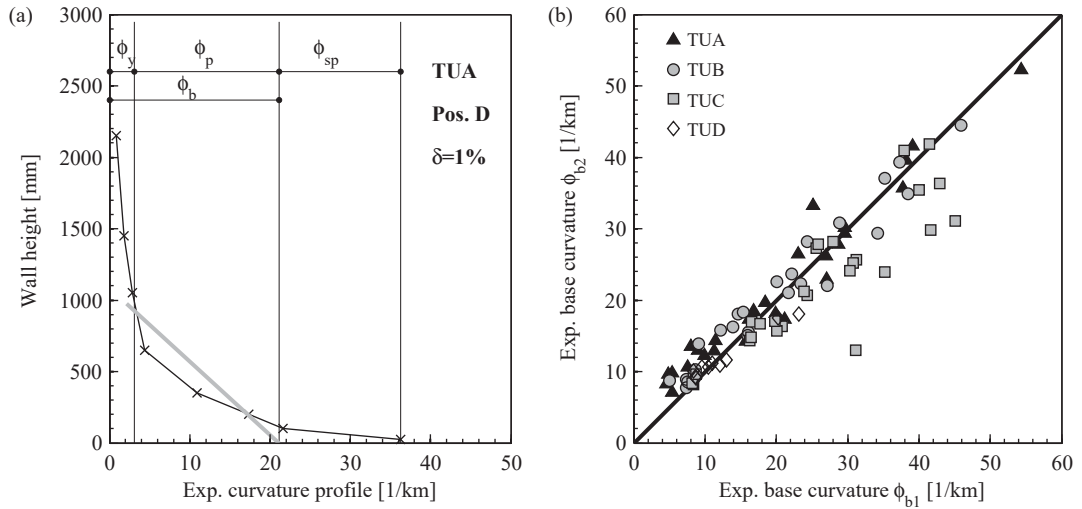 (a)
3000
2500
2000
1500
1000
500
0
Wall height [mm]
ϕy
ϕp
ϕsp
ϕb
TUA
Pos. D
δ=1%
0 10 20 30 40 50
Exp. curvature profile [1/km]
(b)
60
50
40
30
20
10
0
Exp. base curvature ϕb2 [1/km]
TUA
TUB
TUC
TUD
0 10 20 30 40 50 60
Exp. base curvature ϕb1 [1/km]